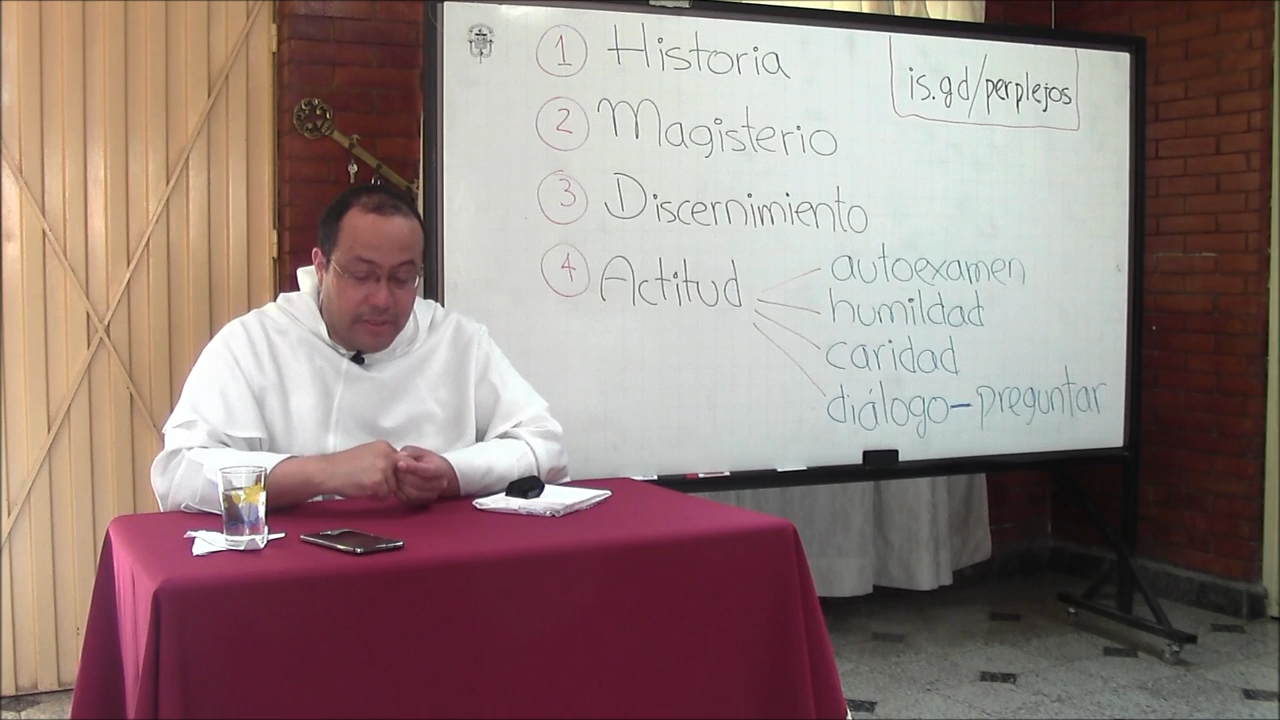 1 Historia
is.gd/perplejos
2 Magisterio
3 Discernimiento
4 Actitud
autoexamen
humildad
caridad
diálogo-preguntar